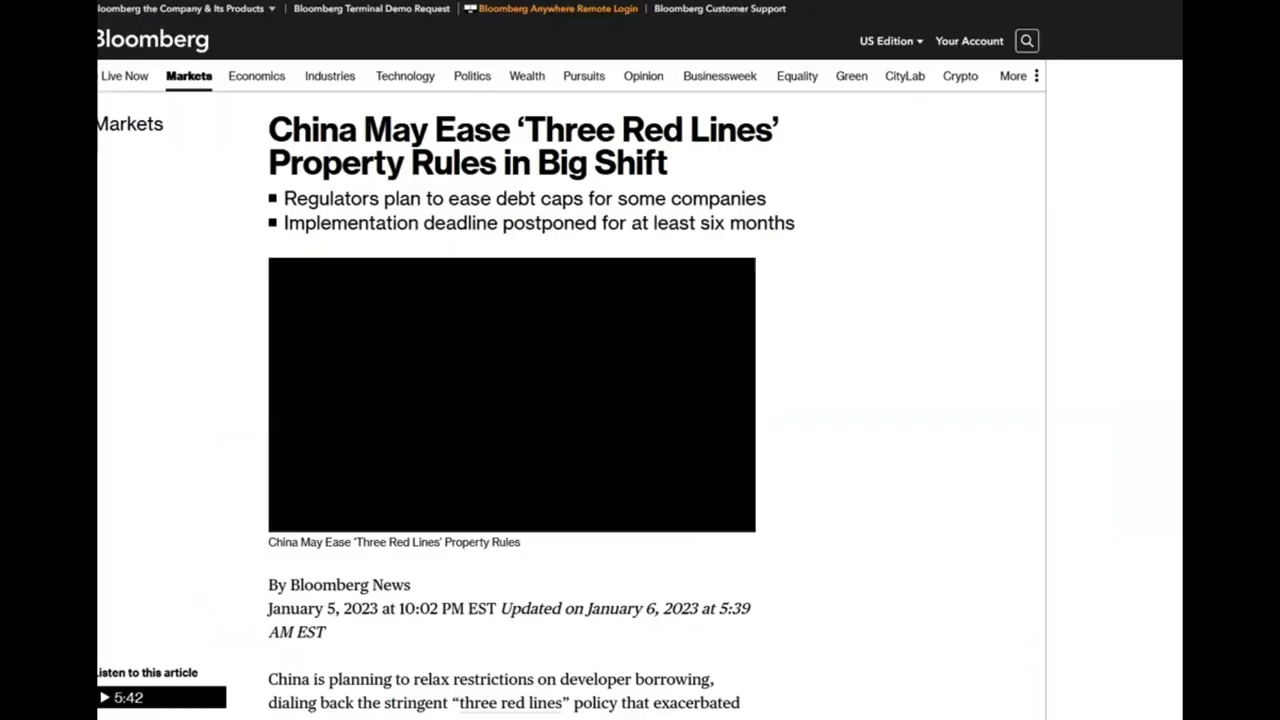 loomberg the Company & Its Products
Bloomberg Terminal Demo Request
Bloomberg Anywhere Remote Login
Bloomberg Customer Support
Bloomberg
US Edition
Your Account
Live Now
Markets
Economics
Industries
Technology
Politics
Wealth
Pursuits
Opinion
Businessweek
Equality
Green
CityLab
Crypto
More
Markets
China May Ease ‘Three Red Lines’
Property Rules in Big Shift
Regulators plan to ease debt caps for some companies
Implementation deadline postponed for at least six months
China May Ease ‘Three Red Lines’ Property Rules
By Bloomberg News
January 5, 2023 at 10:02 PM EST Updated on January 6, 2023 at 5:39
AM EST
isten to this article
5:42
China is planning to relax restrictions on developer borrowing,
dialing back the stringent “three red lines” policy that exacerbated